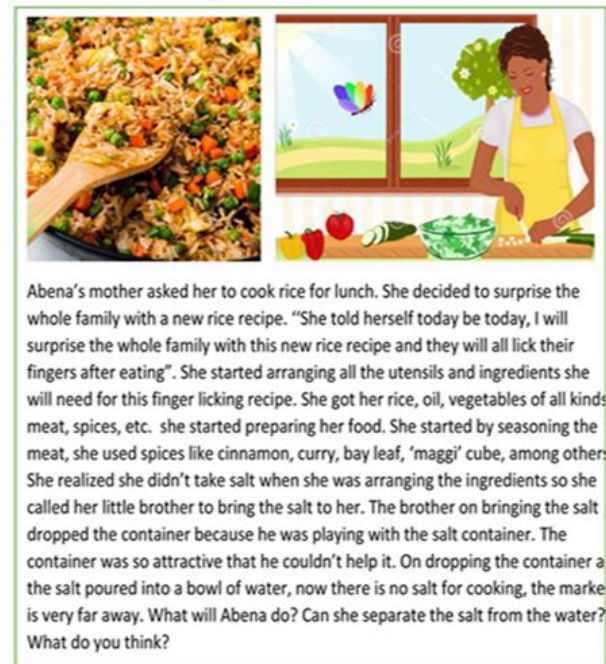 Abena’s mother asked her to cook rice for lunch. She decided to surprise the
whole family with a new rice recipe. “She told herself today be today, I will
surprise the whole family with this new rice recipe and they will all lick their
fingers after eating”. She started arranging all the utensils and ingredients she
will need for this finger licking recipe. She got her rice, oil, vegetables of all kinds
meat, spices, etc.  she started preparing her food. She started by seasoning the
meat, she used spices like cinnamon, curry, bay leaf, ‘maggi’ cube, among others
She realized she didn’t take salt when she was arranging the ingredients so she
called her little brother to bring the salt to her. The brother on bringing the salt
dropped the container because he was playing with the salt container. The
container was so attractive that he couldn’t help it. On dropping the container a
the salt poured into a bowl of water, now there is no salt for cooking, the marke
is very far away. What will Abena do? Can she separate the salt from the water?
What do you think?